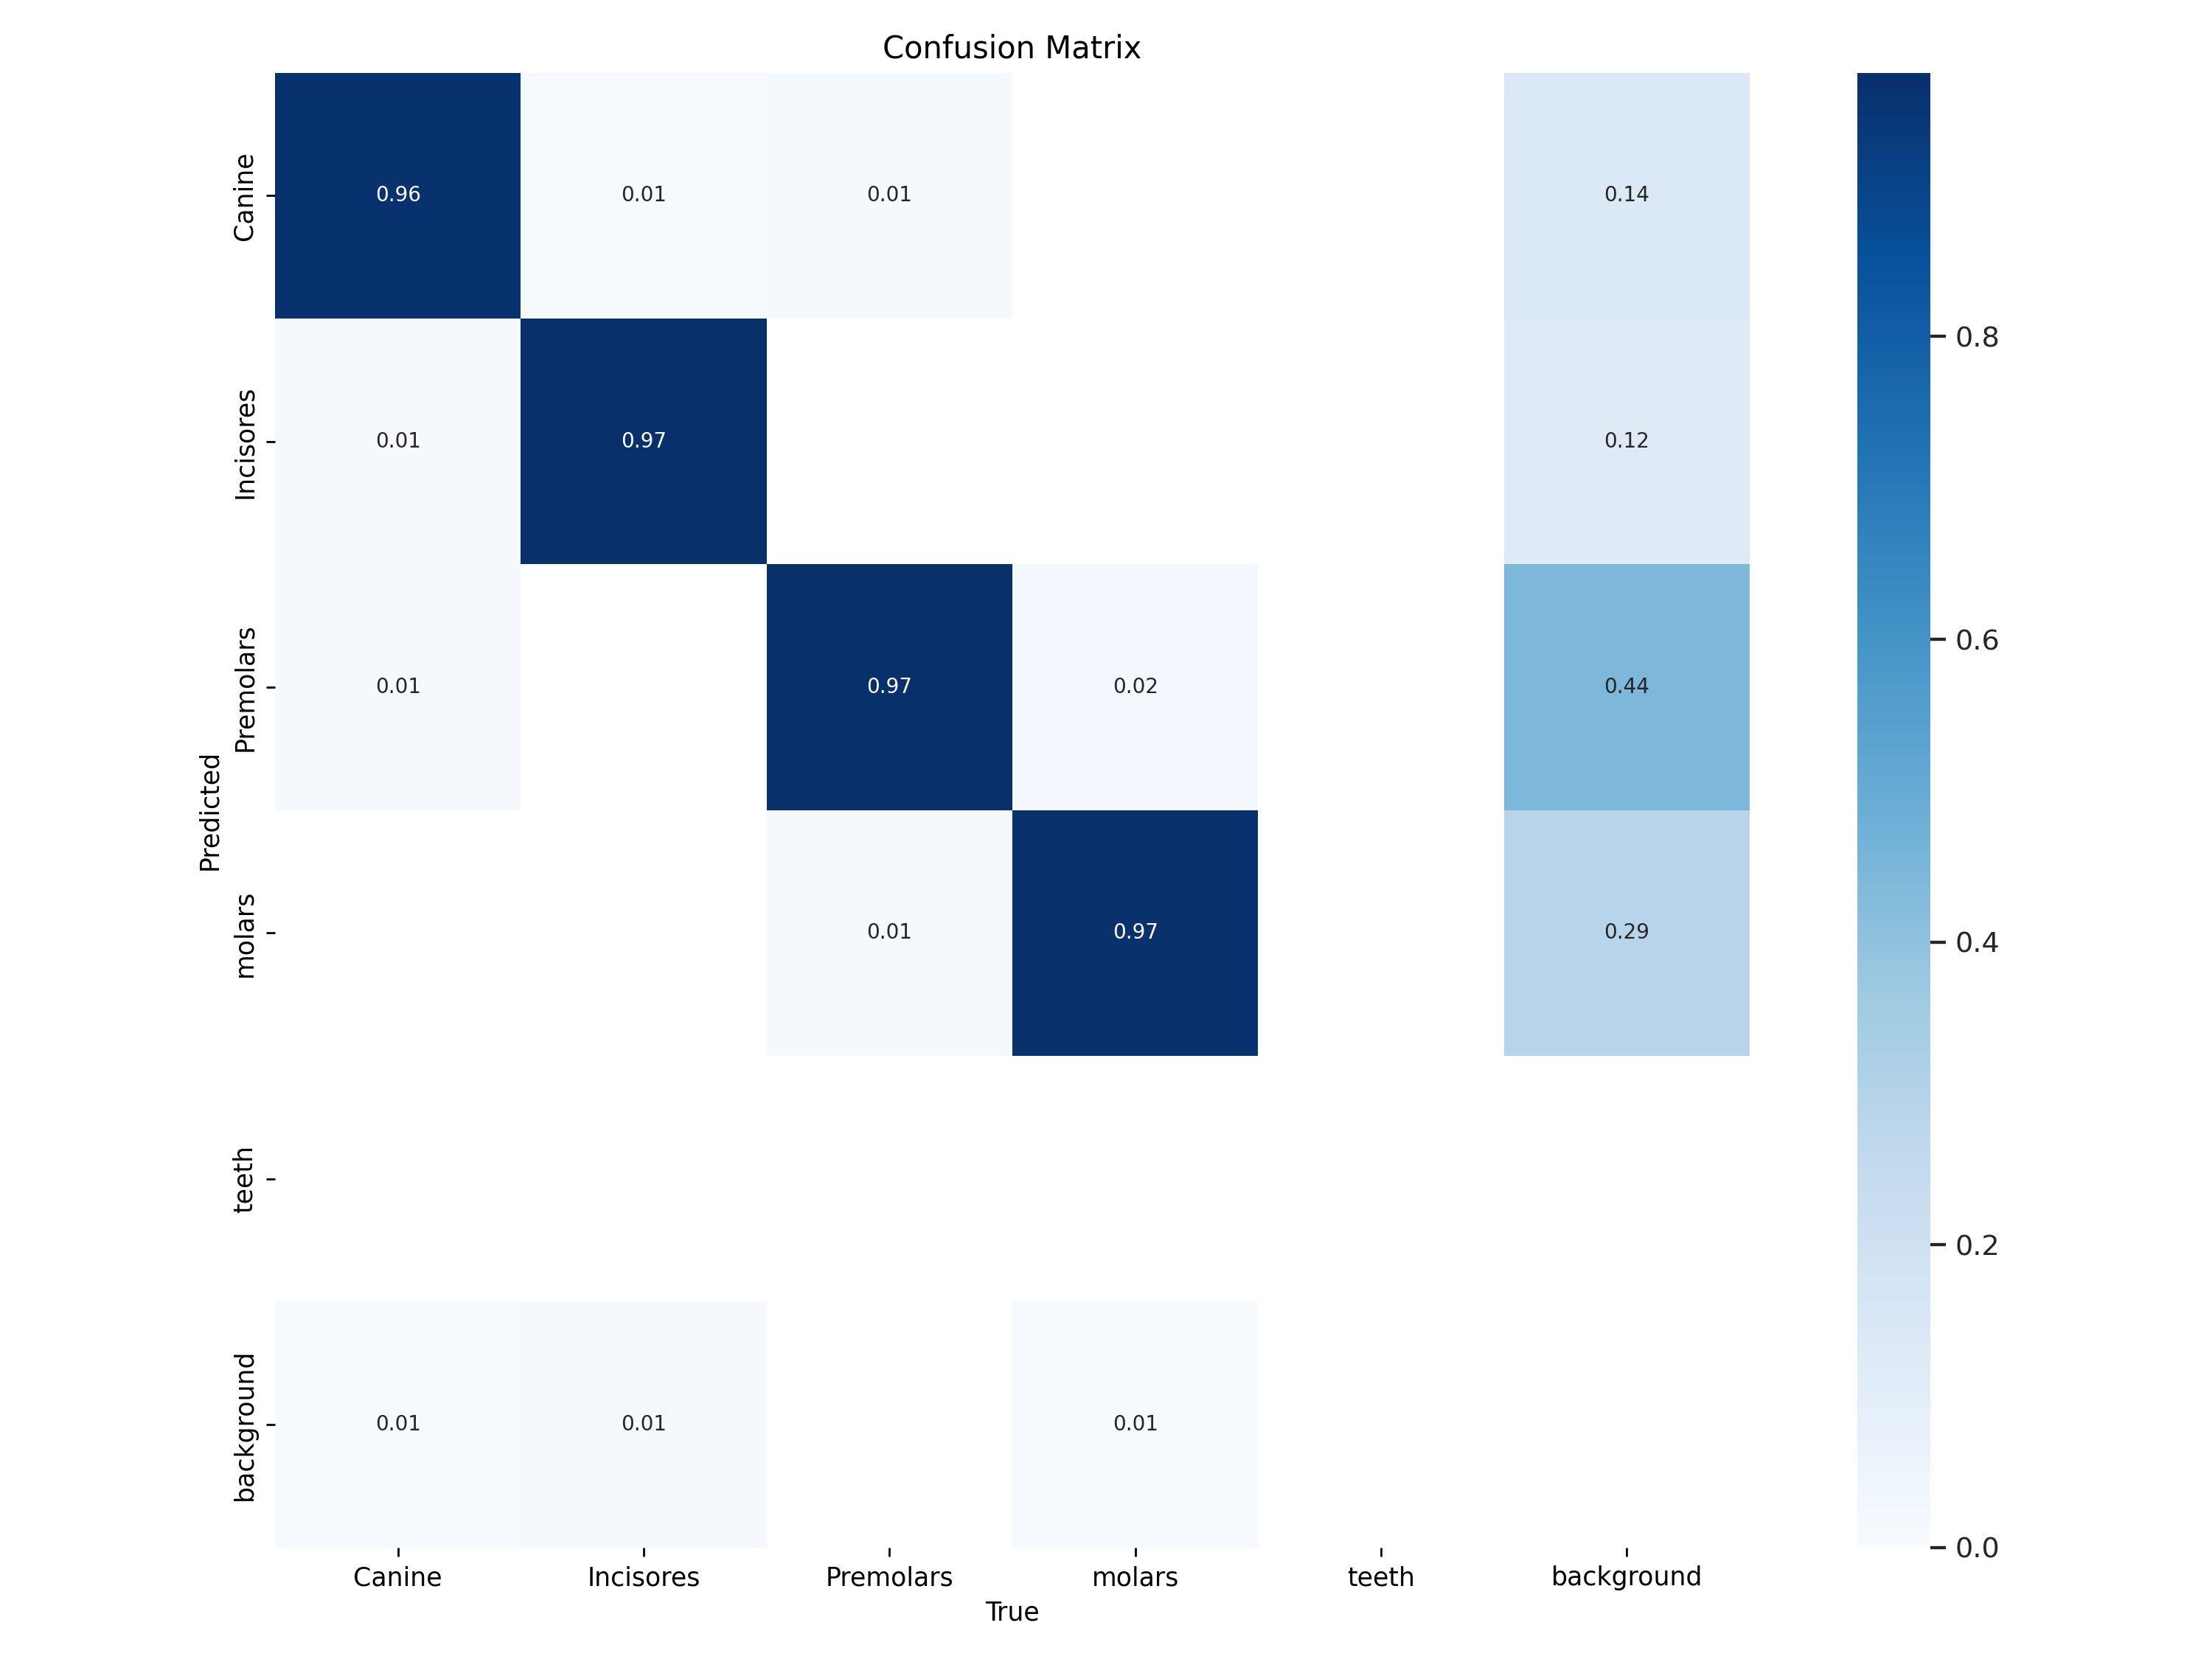 Confusion Matrix
Canine
0.96 0.01 0.01 0.14
Incisores
0.01 0.97 0.12
0.8
Premolars
0.01 0.97 0.02 0.44
0.6
Predicted
molars
0.01 0.97 0.29
0.4
teeth
0.2
background
0.01 0.01 0.01
0.0
Canine Incisores Premolars molars teeth background
True